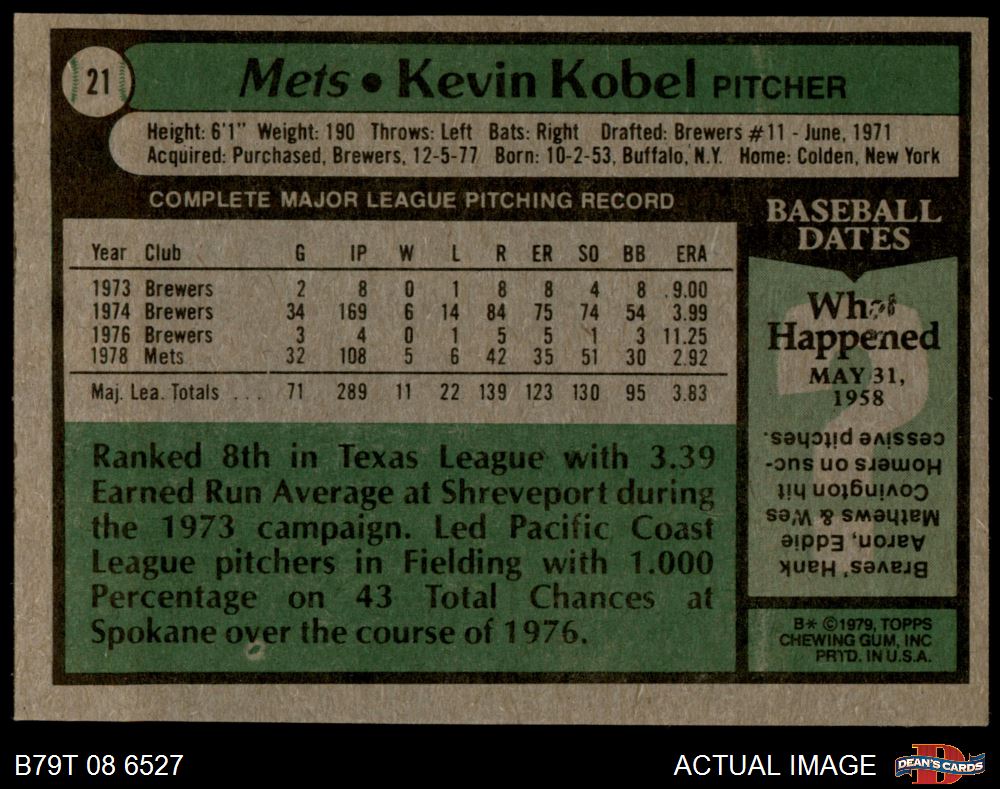 21
Mets • Kevin Kobel PITCHER
Height: 6'1" Weight: 190 Throws: Left Bats: Right Drafted: Brewers #11 - June, 1971
Acquired: Purchased, Brewers, 12-5-77 Born: 10-2-53, Buffalo, N.Y. Home: Colden, New York
COMPLETE MAJOR LEAGUE PITCHING RECORD
Year Club G IP W L R ER SO BB ERA
1973 Brewers 2 8 0 1 8 8 4 8 9.00
1974 Brewers 34 169 6 14 84 75 74 54 3.99
1976 Brewers 3 4 0 1 5 5 1 3 11.25
1978 Mets 32 108 5 6 42 35 51 30 2.92
Maj. Lea. Totals . . . 71 289 11 22 139 123 130 95 3.83
Ranked 8th in Texas League with 3.39
Earned Run Average at Shreveport during
the 1973 campaign. Led Pacific Coast
League pitchers in Fielding with 1.000
Percentage on 43 Total Chances at
Spokane over the course of 1976.
BASEBALL
DATES
What
Happened
MAY 31,
1958
?
Braves' Hank
Aaron, Eddie
Mathews & Wes
Covington hit
Homers on suc-
cessive pitches.
B* ©1979, TOPPS
CHEWING GUM, INC
PRTD. IN U.S.A.
B79T 08 6527
ACTUAL IMAGE
D
DEAN'S CARDS